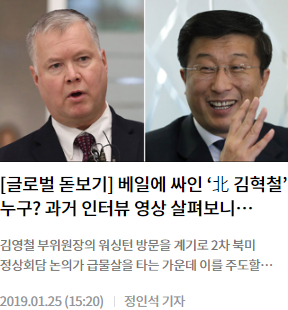 [글로벌 돋보기] 베일에 싸인 ‘北 김혁철’
누구? 과거 인터뷰 영상 살펴보니…
김영철 부위원장의 워싱턴 방문을 계기로 2차 북미
정상회담 논의가 급물살을 타는 가운데 이를 주도할…
2019.01.25 (15:20) | 정인석 기자